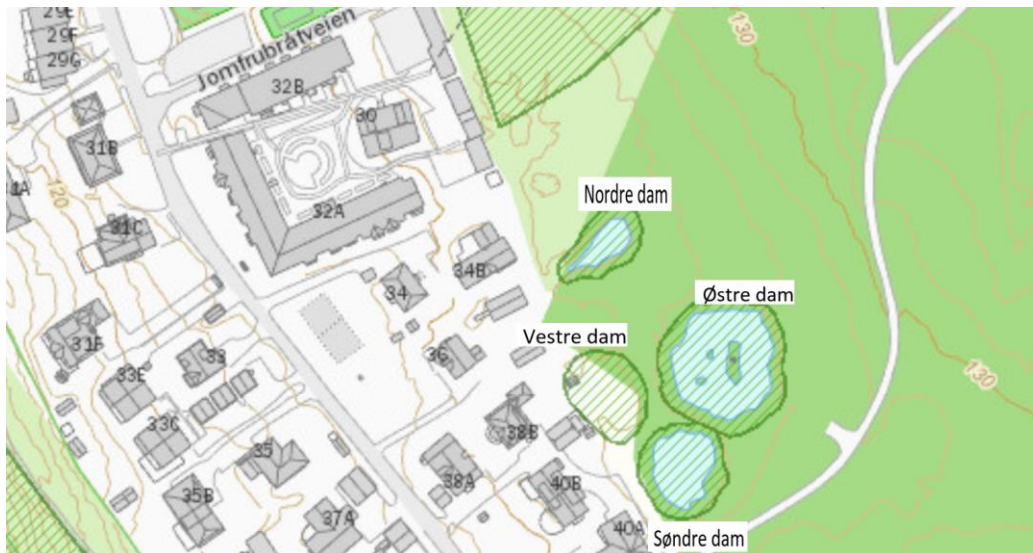 29E
29F
29G
Jomfrubråtveien
32B
30
31B
1A
120
31C
32A
34B
34
31F
33
36
33E
33C
35
38B
38A
35B
40B
37A
40A
130
Nordre dam
Østre dam
Vestre dam
130
Søndre dam